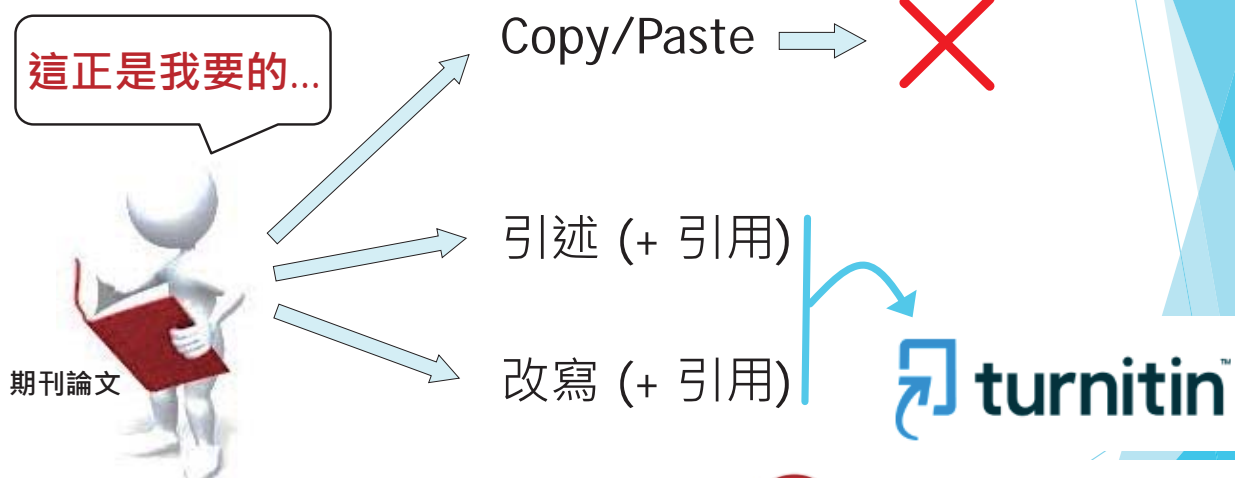 Copy/Paste
這正是我要的...
引述 (+ 引用)
期刊論文
改寫 (+ 引用)
turnitin™